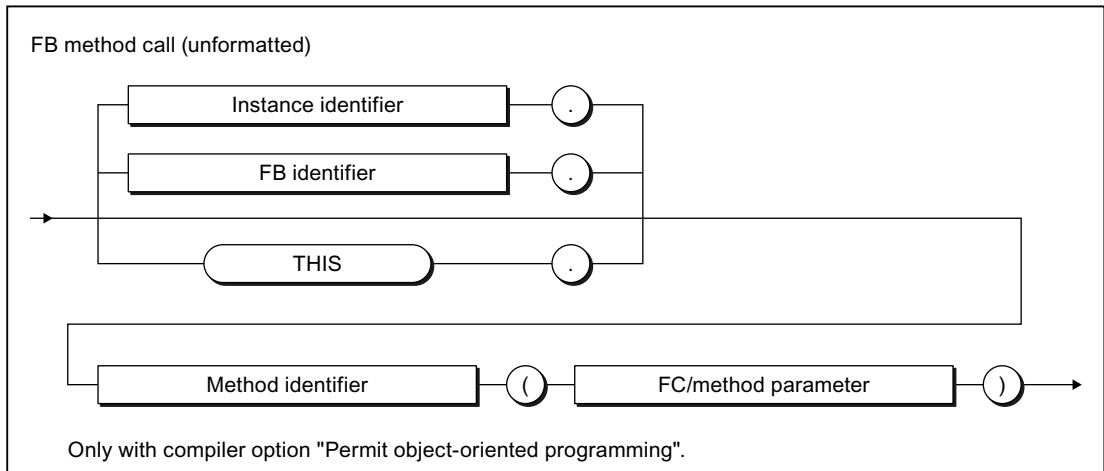 FB method call (unformatted)
Instance identifier .
FB identifier .
THIS .
Method identifier ( FC/method parameter )
Only with compiler option "Permit object-oriented programming".